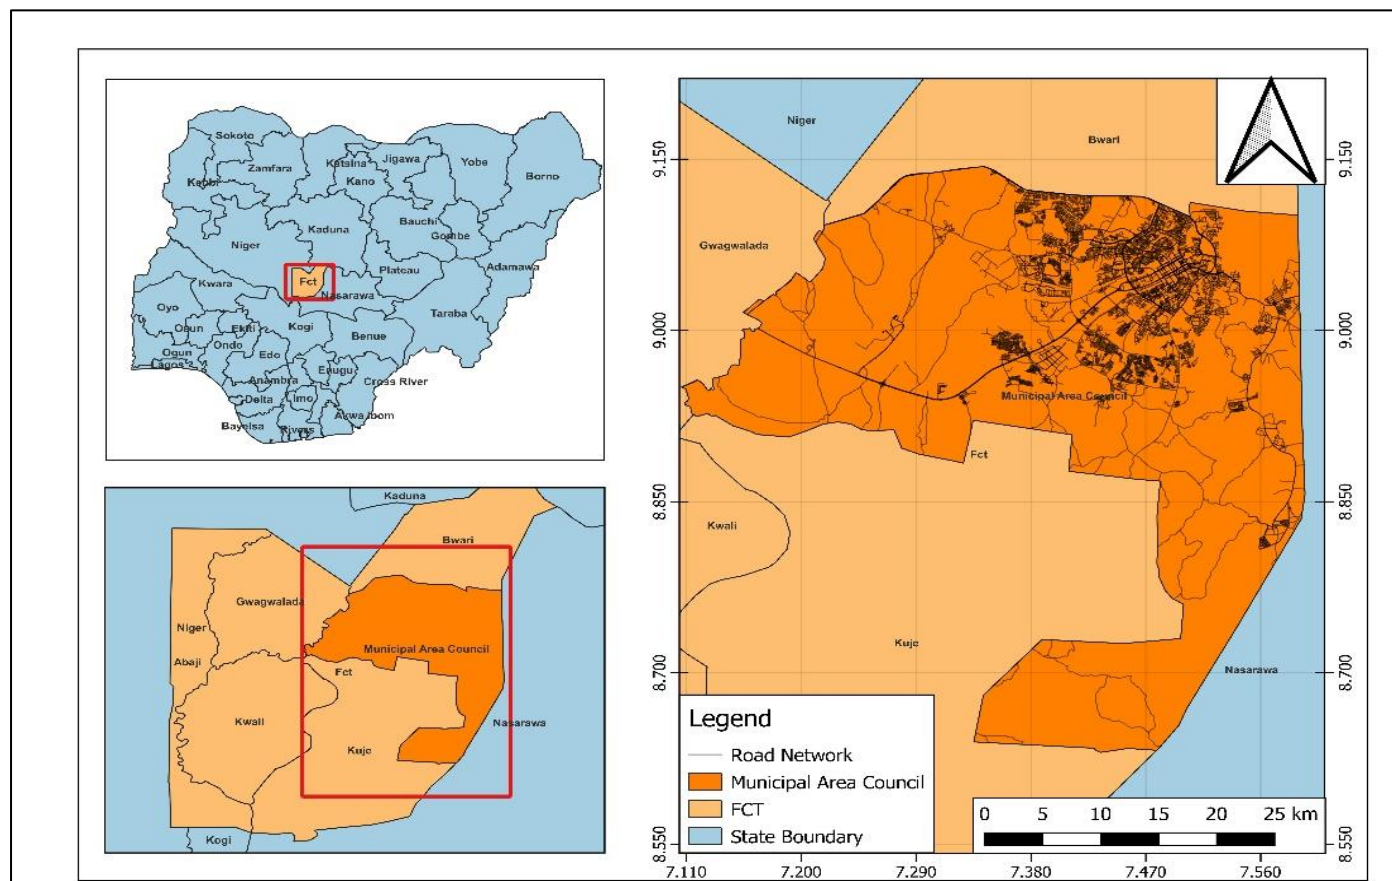 Sokoto
Katsina
Jigawa
Yobe
Zamfara
Kebbi
Kano
Borno
Bauchi
Kaduna
Gombe
Niger
Adamawa
Plateau
Fct
Kwara
Nasarawa
Oyo
Taraba
Kogi
Osun
Ekiti
Benue
Ondo
Ogun
Edo
Lagos
Enugu
Anambra
Cross River
Delta
Imo
Akwa Ibom
Bayelsa
Rivers
Kaduna
Bwari
Gwagwalada
Niger
Municipal Area Council
Abaji
Fct
Kwali
Nasarawa
Kuje
Kogi
Niger
Bwari
Gwagwalada
Municipal Area Council
Fct
Kwali
Kuje
Nasarawa
9.150
9.000
8.850
8.700
8.550
9.150
9.000
8.850
8.700
8.550
Legend
Road Network
Municipal Area Council
FCT
State Boundary
0 5 10 15 20 25 km
7.110 7.200 7.290 7.380 7.470 7.560